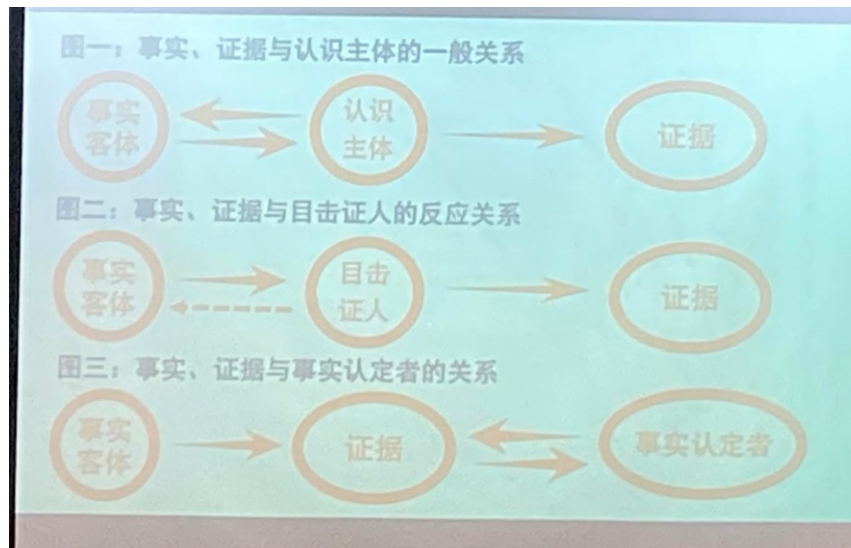 图一：事实、证据与认识主体的一般关系
事实
客体
认识
主体
证据
图二：事实、证据与目击证人的反应关系
事实
客体
目击
证人
证据
图三：事实、证据与事实认定者的关系
事实
客体
证据
事实认定者